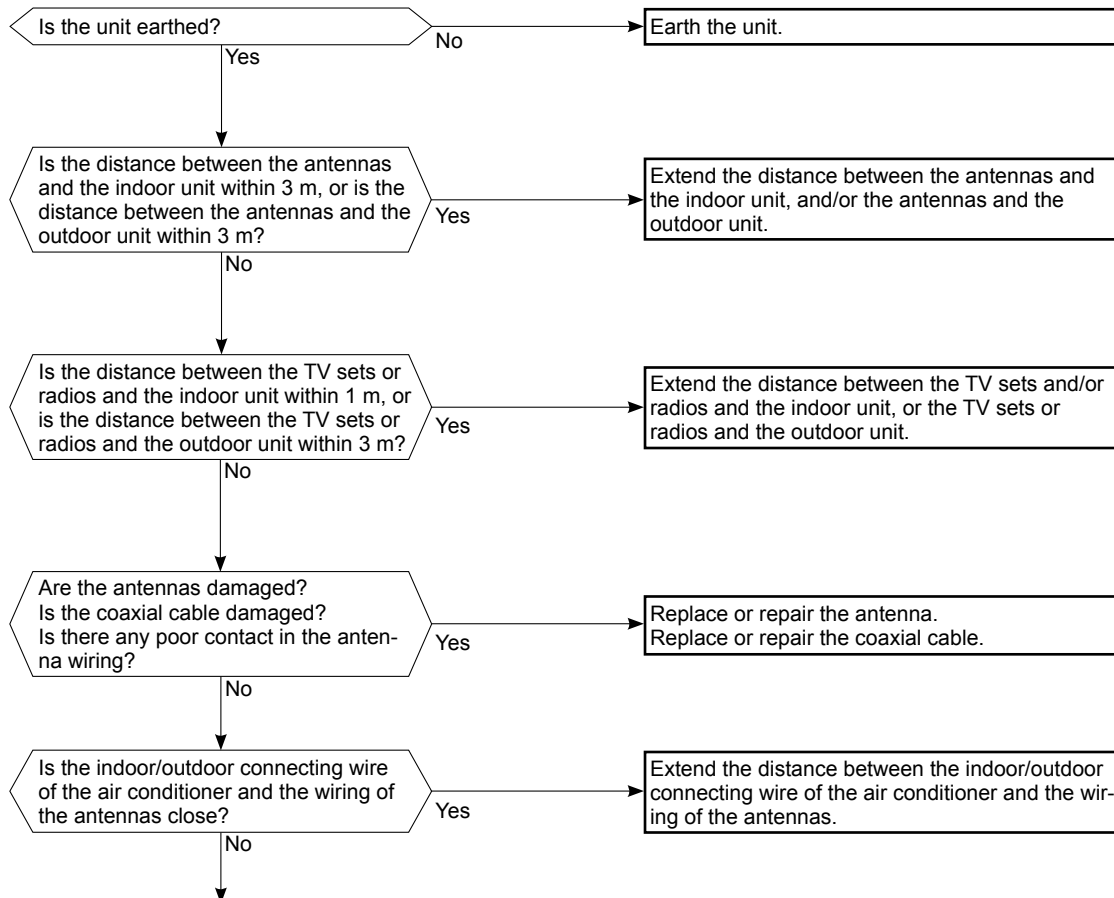 Is the unit earthed?
No
Earth the unit.
Yes
Is the distance between the antennas
and the indoor unit within 3 m, or is the
distance between the antennas and the
outdoor unit within 3 m?
Yes
Extend the distance between the antennas and
the indoor unit, and/or the antennas and the
outdoor unit.
No
Is the distance between the TV sets or
radios and the indoor unit within 1 m, or
is the distance between the TV sets or
radios and the outdoor unit within 3 m?
Yes
Extend the distance between the TV sets and/or
radios and the indoor unit, or the TV sets or
radios and the outdoor unit.
No
Are the antennas damaged?
Is the coaxial cable damaged?
Is there any poor contact in the anten-
na wiring?
Yes
Replace or repair the antenna.
Replace or repair the coaxial cable.
No
Is the indoor/outdoor connecting wire
of the air conditioner and the wiring of
the antennas close?
Yes
Extend the distance between the indoor/outdoor
connecting wire of the air conditioner and the wir-
ing of the antennas.
No